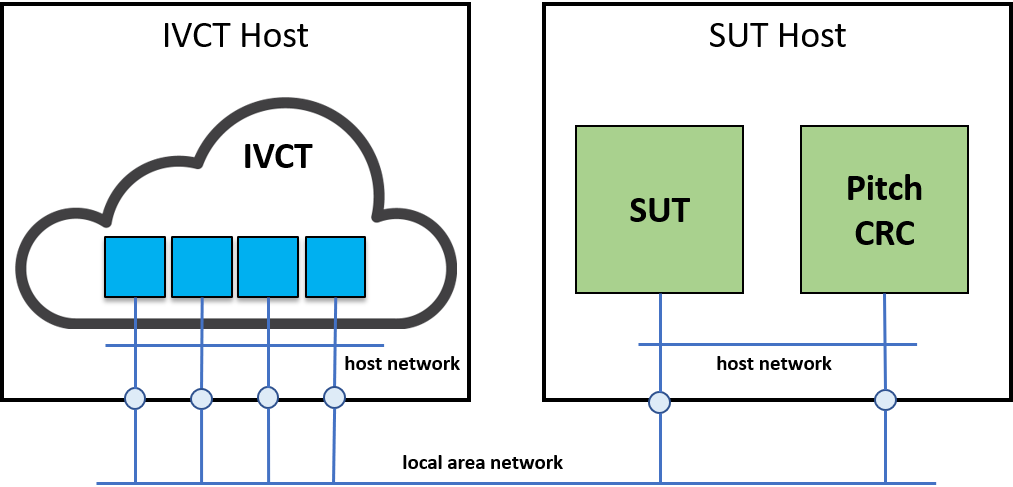 IVCT Host
SUT Host
IVCT
SUT
Pitch
CRC
host network
host network
local area network